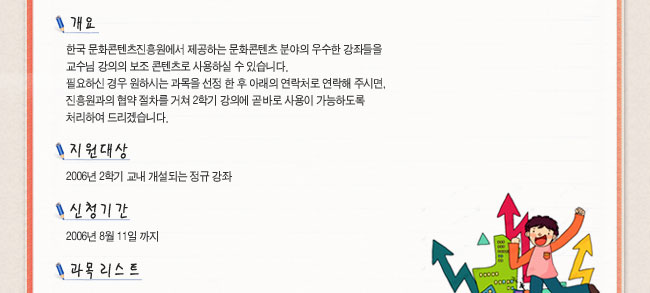 개요
한국 문화콘텐츠진흥원에서 제공하는 문화콘텐츠 분야의 우수한 강좌들을
교수님 강의의 보조 콘텐츠로 사용하실 수 있습니다.
필요하신 경우 원하시는 과목을 선정 한 후 아래의 연락처로 연락해 주시면,
진흥원과의 협약 절차를 거쳐 2학기 강의에 곧바로 사용이 가능하도록
처리하여 드리겠습니다.
지원대상
2006년 2학기 교내 개설되는 정규 강좌
신청기간
2006년 8월 11일 까지
과목 리스트